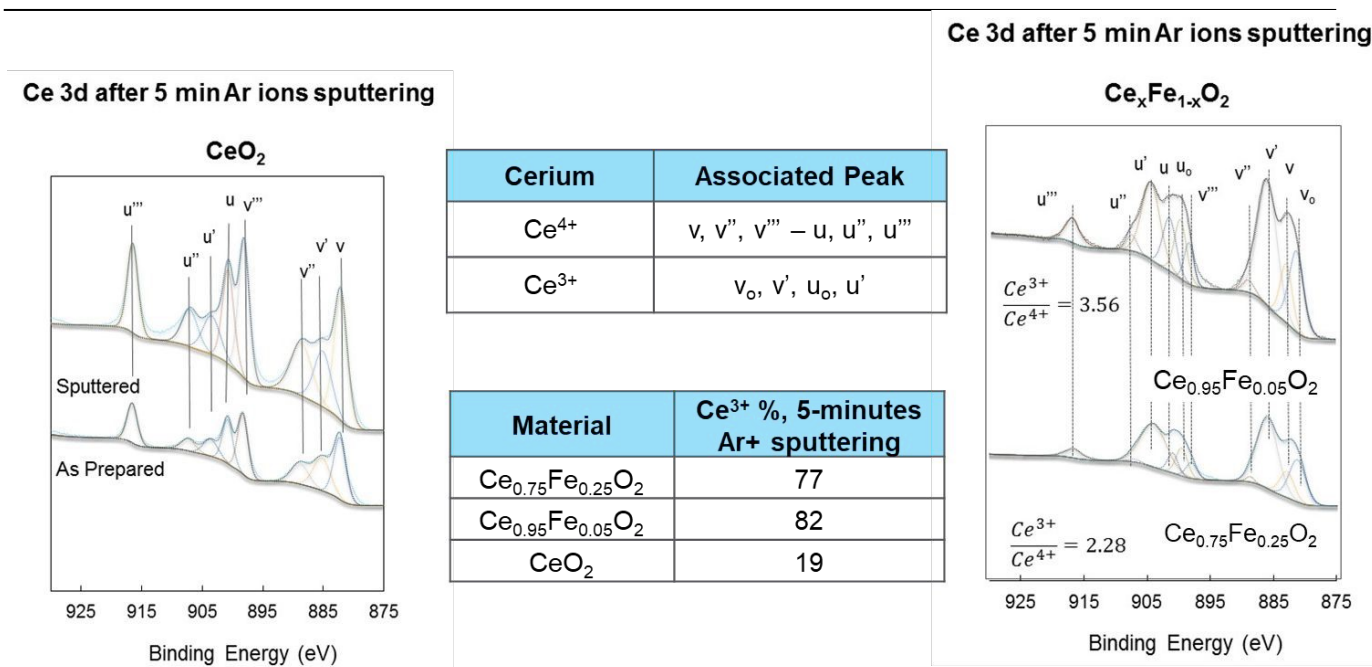 Ce 3d after 5 min Ar ions sputtering
CeO₂
u'''
u''
u'
u
v'''
v''
v'
v
Sputtered
As Prepared
925 915 905 895 885 875
Binding Energy (eV)
Cerium Associated Peak
Ce⁴⁺ v, v'', v''' – u, u'', u'''
Ce³⁺ vₒ, v', uₒ, u'
Material Ce³⁺ %, 5-minutes
Ar+ sputtering
Ce₀.₇₅Fe₀.₂₅O₂ 77
Ce₀.₉₅Fe₀.₀₅O₂ 82
CeO₂ 19
Ce 3d after 5 min Ar ions sputtering
CeₓFe₁₋ₓO₂
u'''
u''
u'
u
uₒ
v'''
v''
v'
v
vₒ
Ce³⁺/Ce⁴⁺ = 3.56
Ce₀.₉₅Fe₀.₀₅O₂
Ce³⁺/Ce⁴⁺ = 2.28
Ce₀.₇₅Fe₀.₂₅O₂
925 915 905 895 885 875
Binding Energy (eV)